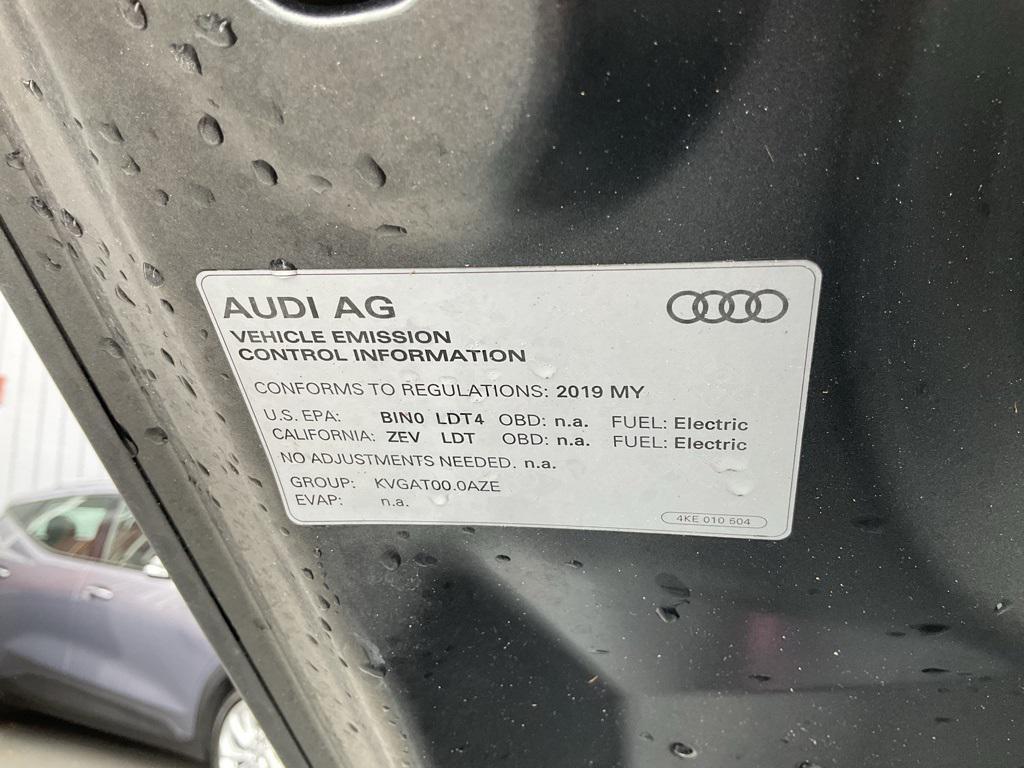 AUDI AG
VEHICLE EMISSION
CONTROL INFORMATION
CONFORMS TO REGULATIONS: 2019 MY
U.S. EPA: BIN0 LDT4 OBD: n.a. FUEL: Electric
CALIFORNIA: ZEV LDT OBD: n.a. FUEL: Electric
NO ADJUSTMENTS NEEDED. n.a.
GROUP: KVGAT00.0AZE
EVAP: n.a.
4KE 010 504